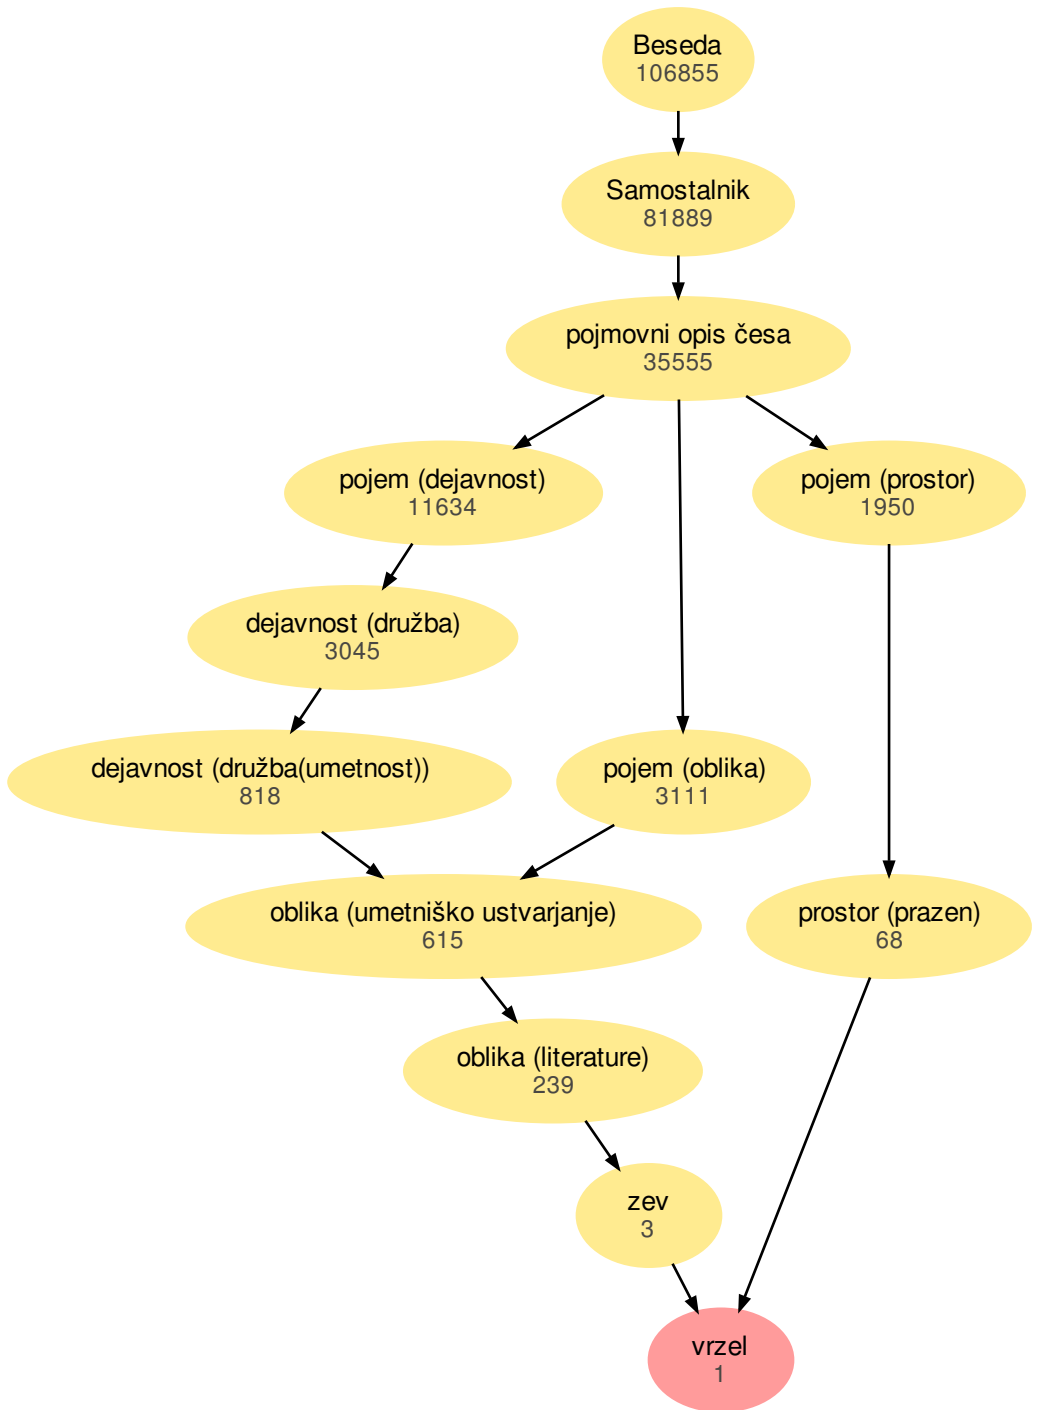 Beseda
106855
Samostalnik
81889
pojmovni opis česa
35555
pojem (dejavnost)
11634
pojem (prostor)
1950
dejavnost (družba)
3045
dejavnost (družba(umetnost))
818
pojem (oblika)
3111
oblika (umetniško ustvarjanje)
615
prostor (prazen)
68
oblika (literature)
239
zev
3
vrzel
1